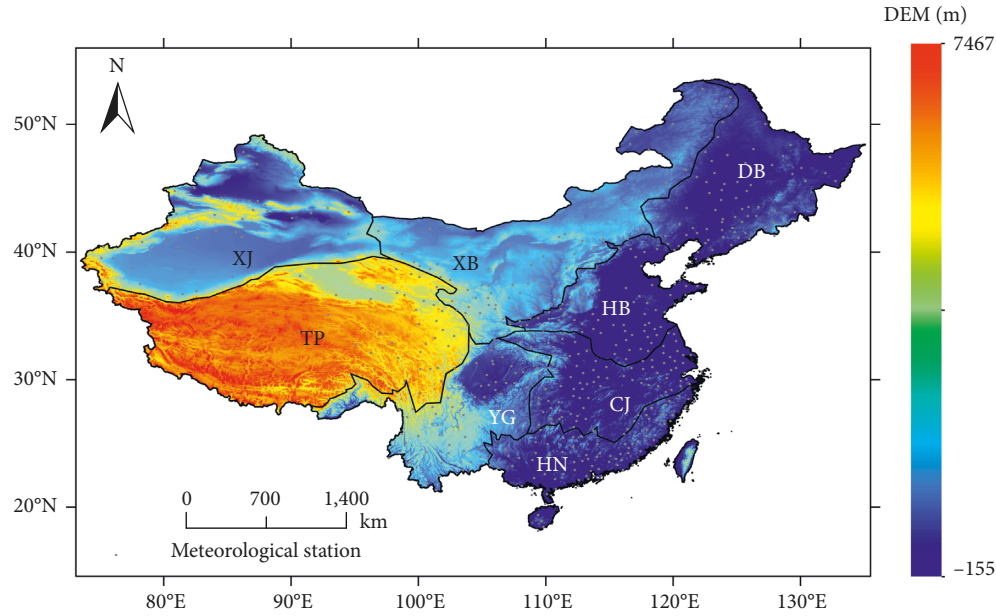 DEM (m)
7467
–155
N
50°N
40°N
30°N
20°N
DB
XJ
XB
HB
TP
CJ
YG
HN
0 700 1,400
km
Meteorological station
80°E 90°E 100°E 110°E 120°E 130°E